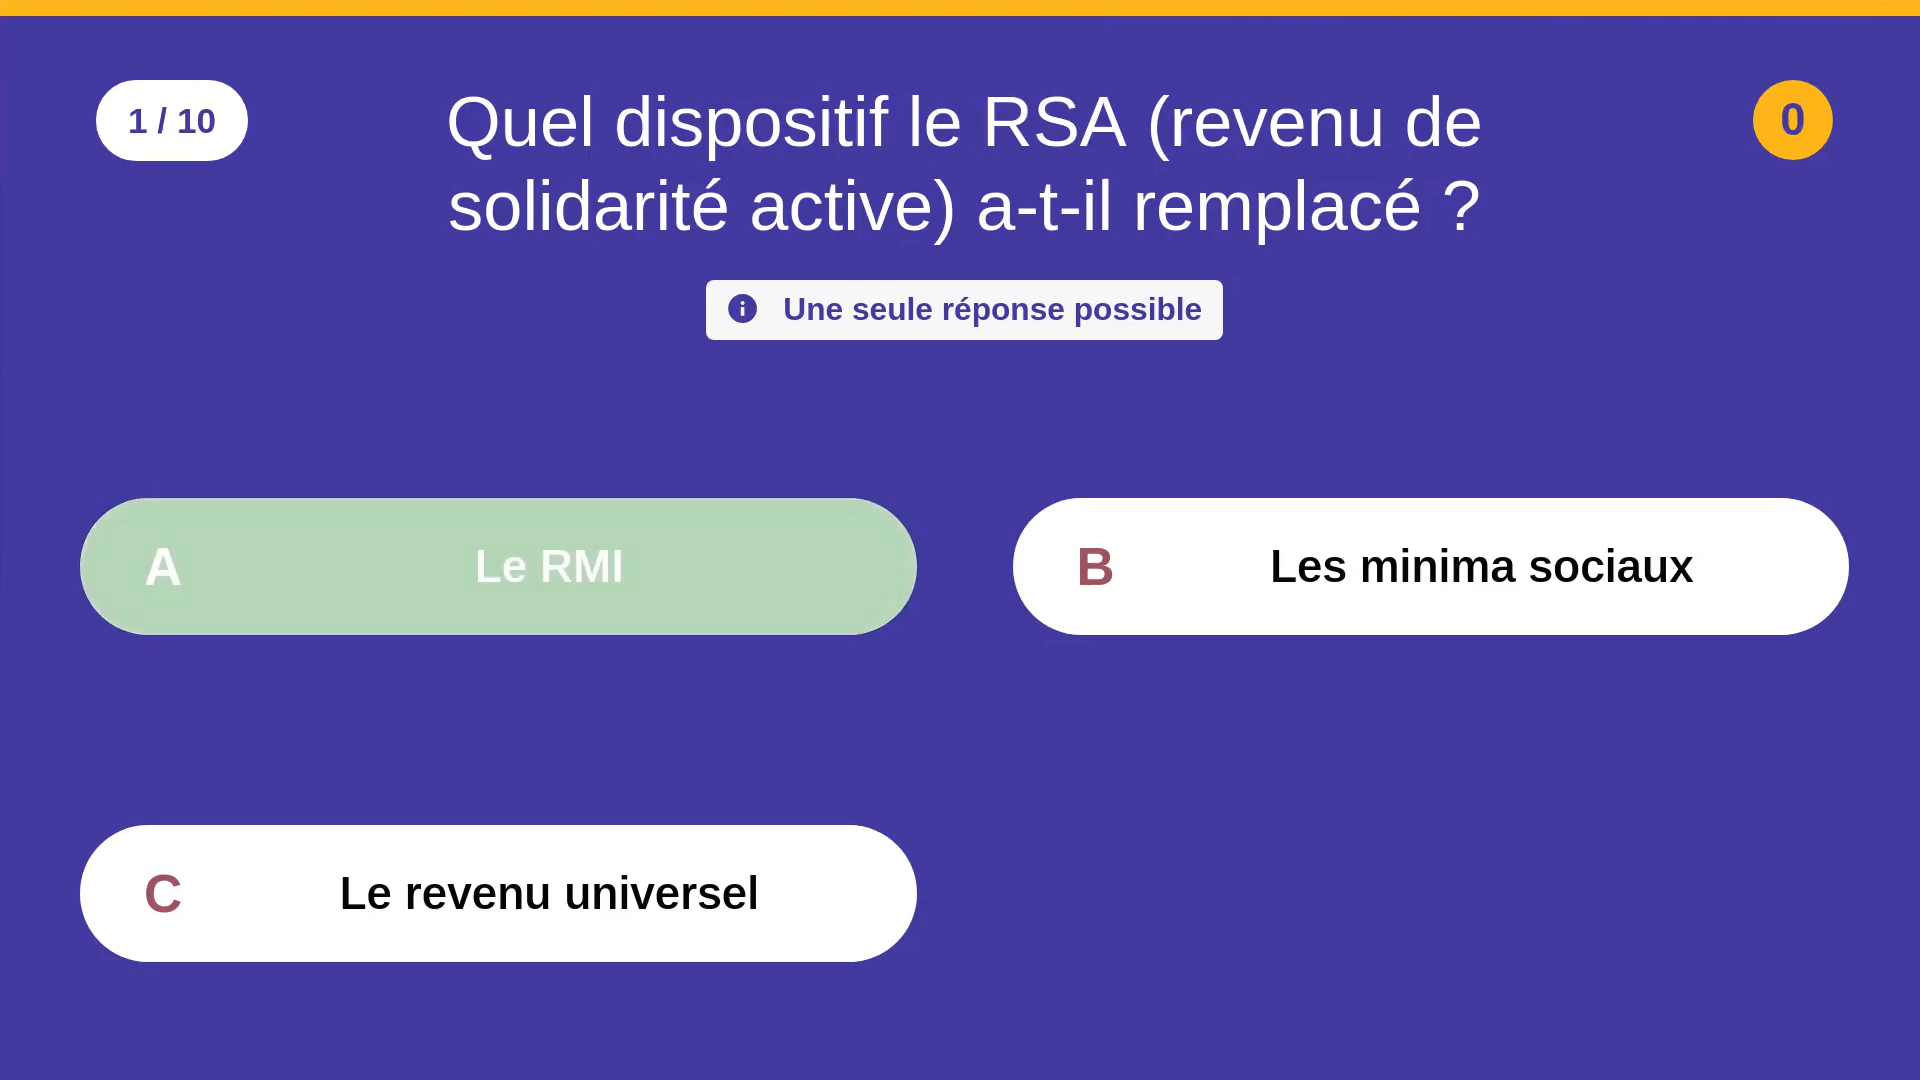 1 / 10
Quel dispositif le RSA (revenu de
solidarité active) a-t-il remplacé ?
0
Une seule réponse possible
A Le RMI
B Les minima sociaux
C Le revenu universel